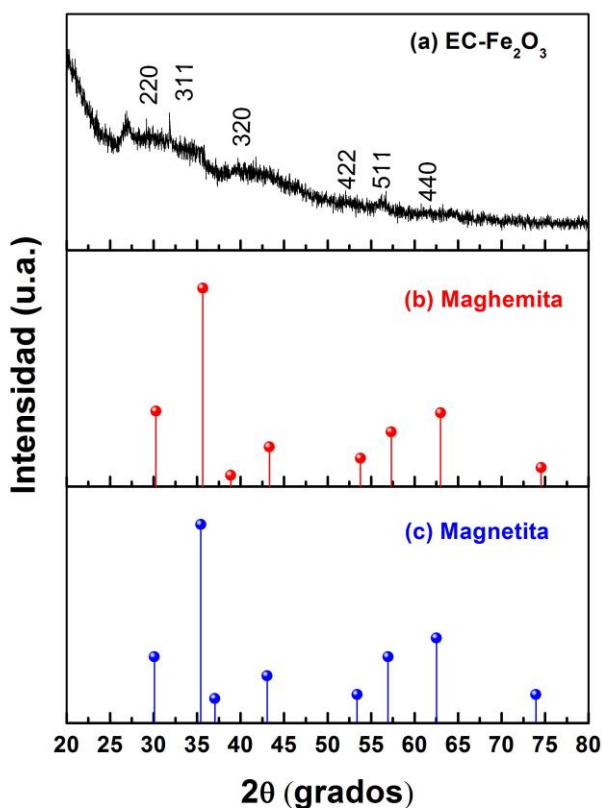 (a) EC-Fe₂O₃
220
311
320
422
511
440
(b) Maghemita
(c) Magnetita
Intensidad (u.a.)
20 25 30 35 40 45 50 55 60 65 70 75 80
2θ (grados)